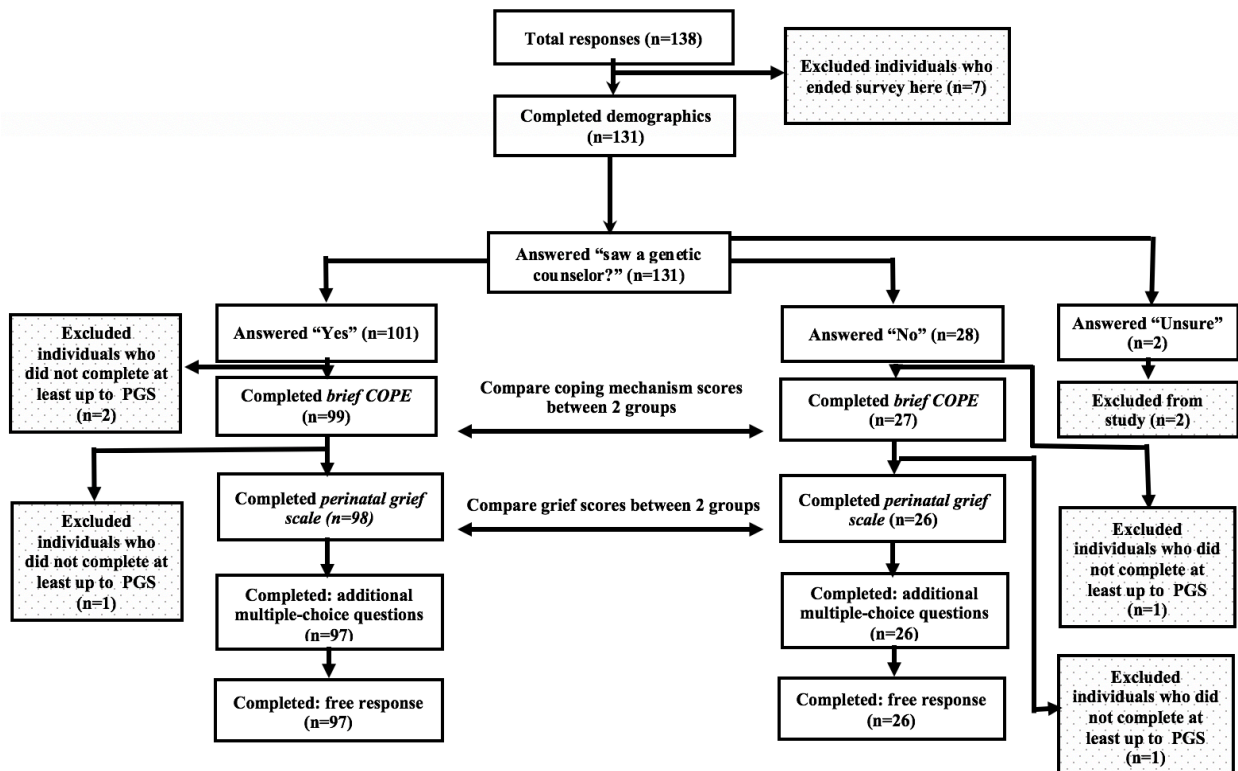 Total responses (n=138)
Excluded individuals who
ended survey here (n=7)
Completed demographics
(n=131)
Answered “saw a genetic
counselor?” (n=131)
Answered “Yes” (n=101)
Answered “No” (n=28)
Answered “Unsure”
(n=2)
Excluded
individuals who
did not complete at
least up to PGS
(n=2)
Completed brief COPE
(n=99)
Compare coping mechanism scores
between 2 groups
Completed brief COPE
(n=27)
Excluded from
study (n=2)
Excluded
individuals who
did not complete at
least up to PGS
(n=1)
Completed perinatal grief
scale (n=98)
Compare grief scores between 2 groups
Completed perinatal grief
scale (n=26)
Excluded
individuals who did
not complete at
least up to PGS
(n=1)
Completed: additional
multiple-choice questions
(n=97)
Completed: additional
multiple-choice questions
(n=26)
Completed: free response
(n=97)
Completed: free response
(n=26)
Excluded
individuals who did
not complete at
least up to PGS
(n=1)